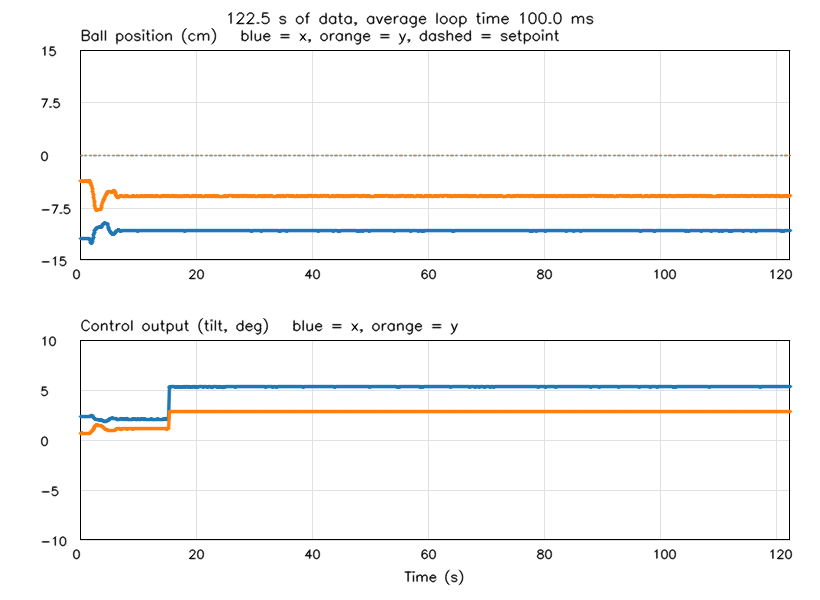 122.5 s of data, average loop time 100.0 ms
Ball position (cm)   blue = x, orange = y, dashed = setpoint
15
7.5
0
-7.5
-15
0 20 40 60 80 100 120
Control output (tilt, deg)   blue = x, orange = y
10
5
0
-5
-10
0 20 40 60 80 100 120
Time (s)